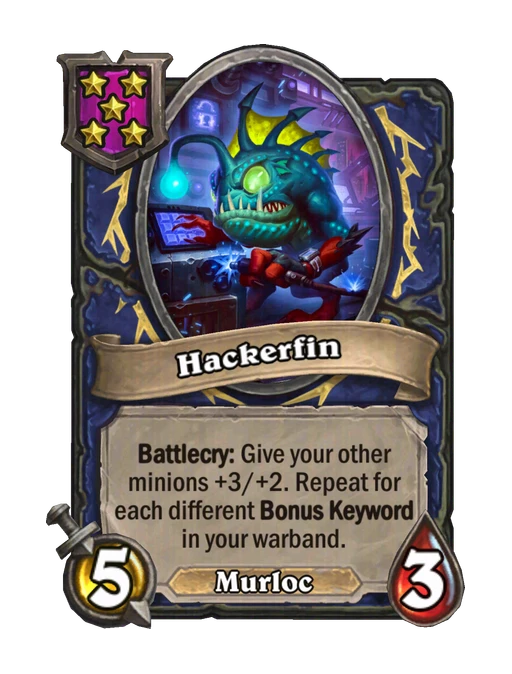 Hackerfin
Battlecry: Give your other
minions +3/+2. Repeat for
each different Bonus Keyword
in your warband.
5
Murloc
3